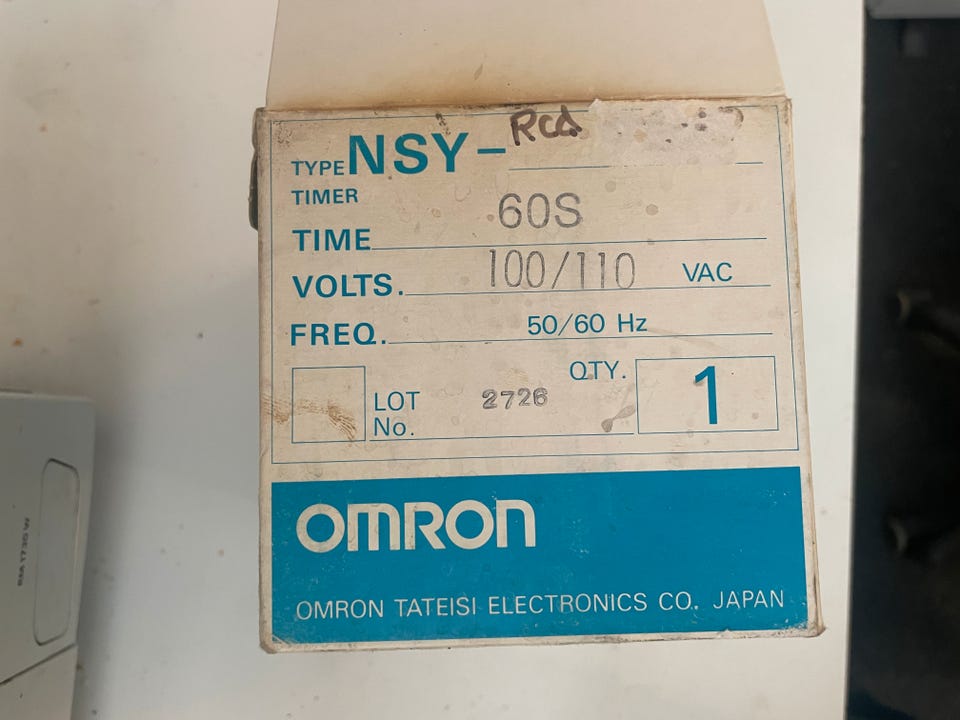 TYPE NSY- Rcd
TIMER
TIME 60S
VOLTS. 100/110 VAC
FREQ. 50/60 Hz
QTY. 1
LOT No. 2726
OMRON
OMRON TATEISI ELECTRONICS CO. JAPAN